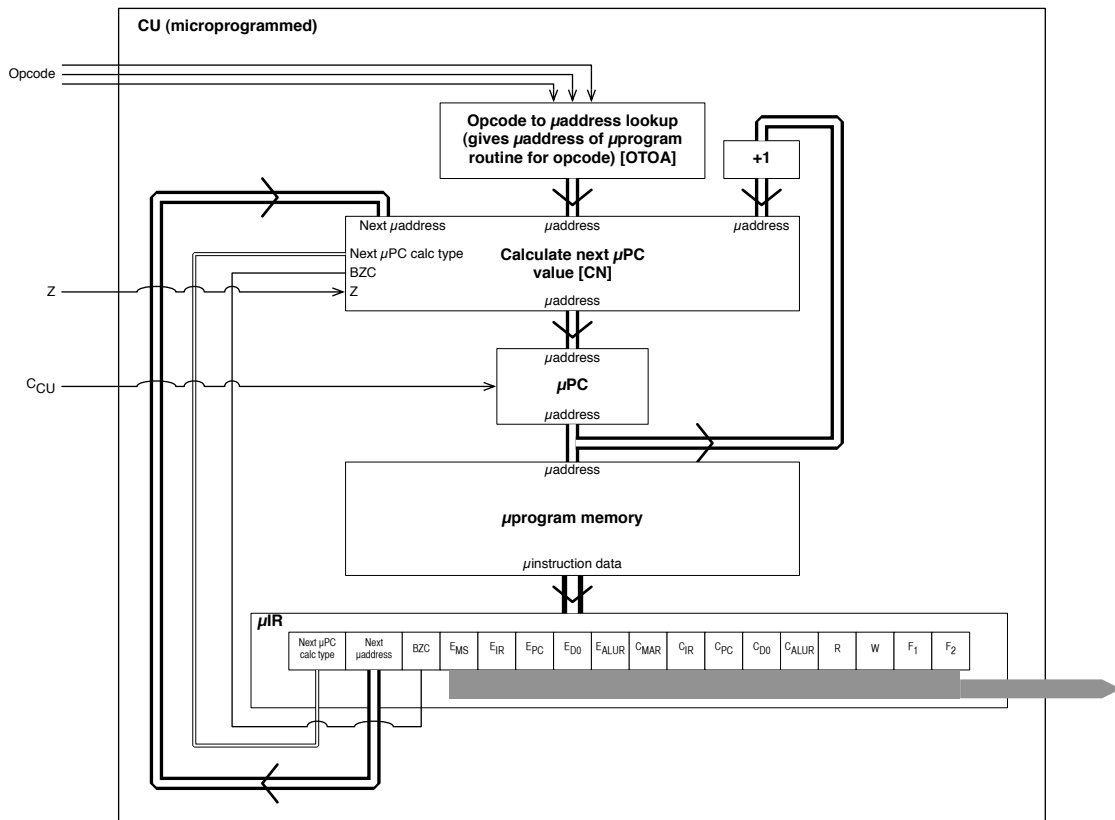 CU (microprogrammed)
Opcode
Opcode to µaddress lookup
(gives µaddress of µprogram
routine for opcode) [OTOA]
+1
Next µaddress
µaddress
µaddress
Next µPC calc type
Calculate next µPC
value [CN]
BZC
Z
Z
µaddress
µaddress
CCU
µPC
µaddress
µaddress
µprogram memory
µinstruction data
µIR
Next µPC
calc type
Next
µaddress
BZC
EMS
EIR
EPC
ED0
EALUR
CMAR
CIR
CPC
CD0
CALUR
R
W
F1
F2